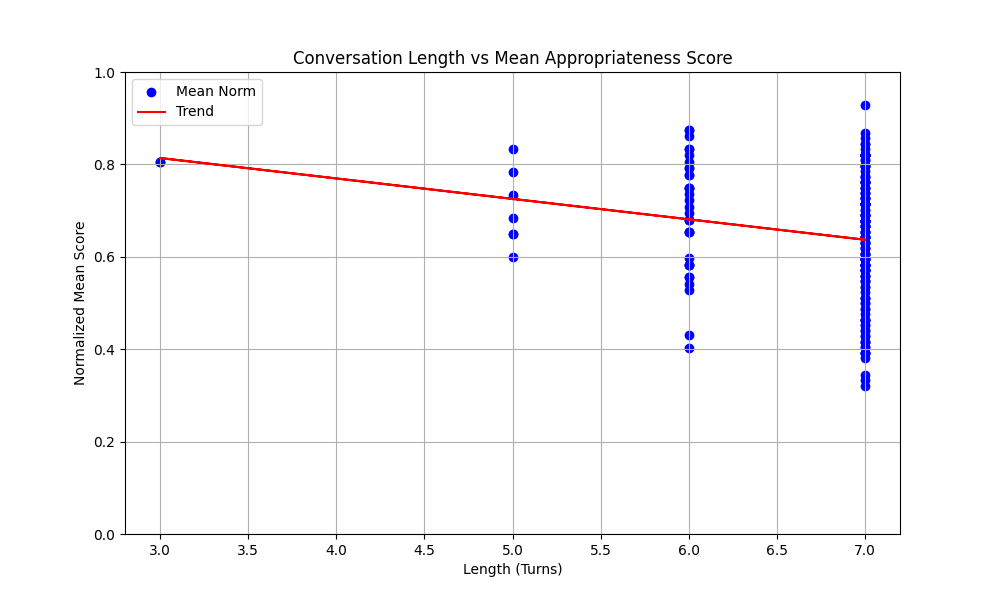 Conversation Length vs Mean Appropriateness Score
Mean Norm
Trend
Normalized Mean Score
1.0
0.8
0.6
0.4
0.2
0.0
3.0 3.5 4.0 4.5 5.0 5.5 6.0 6.5 7.0
Length (Turns)